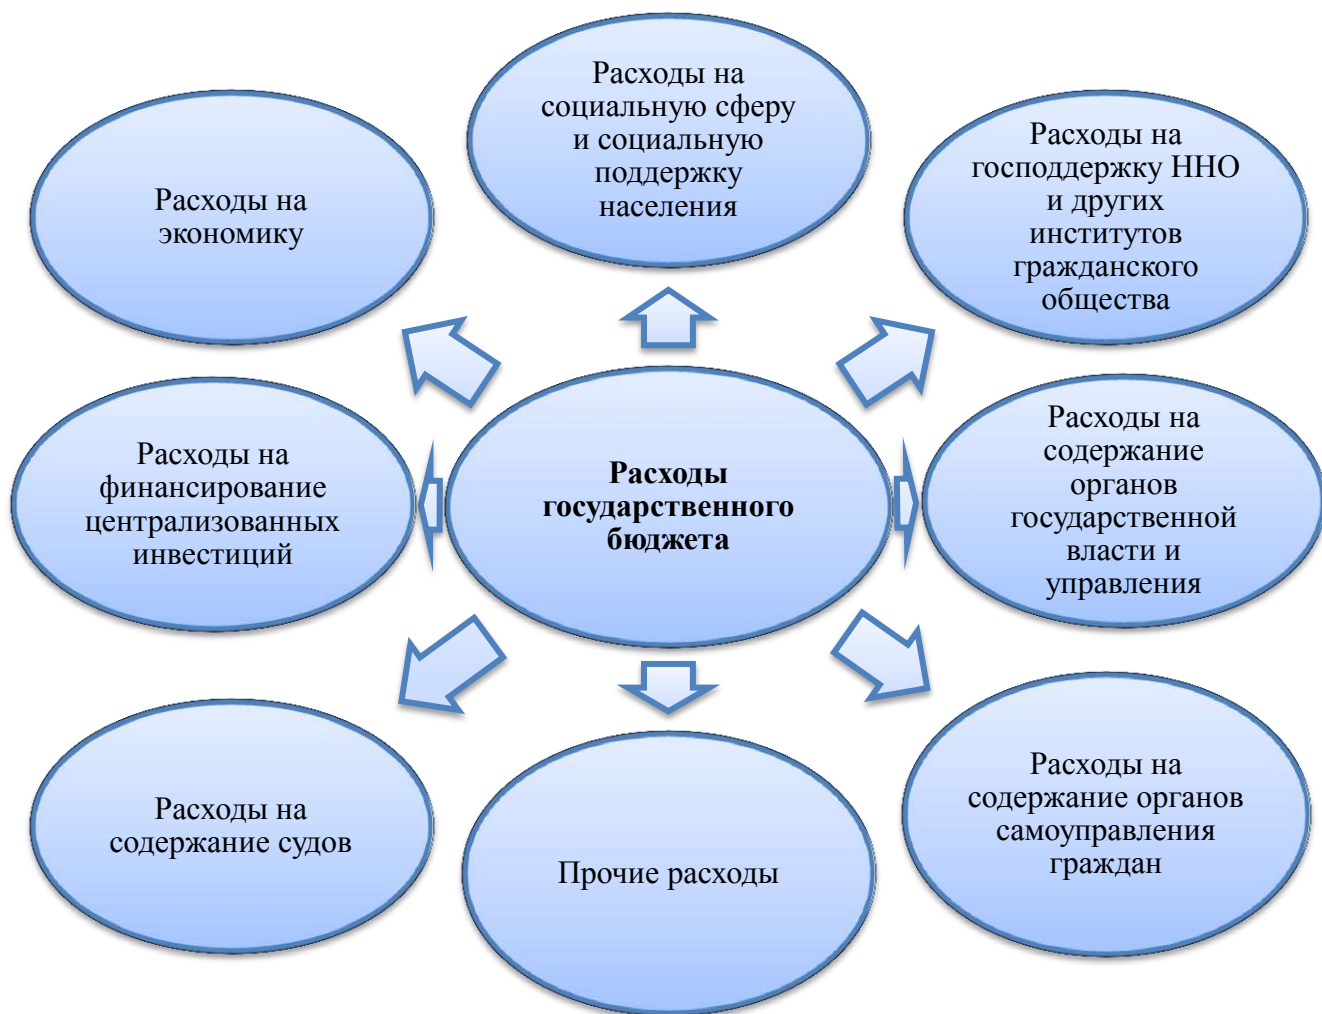 Расходы на
социальную сферу
и социальную
поддержку
населения
Расходы на
экономику
Расходы на
господдержку ННО
и других
институтов
гражданского
общества
Расходы на
финансирование
централизованных
инвестиций
Расходы
государственного
бюджета
Расходы на
содержание
органов
государственной
власти и
управления
Расходы на
содержание судов
Прочие расходы
Расходы на
содержание органов
самоуправления
граждан